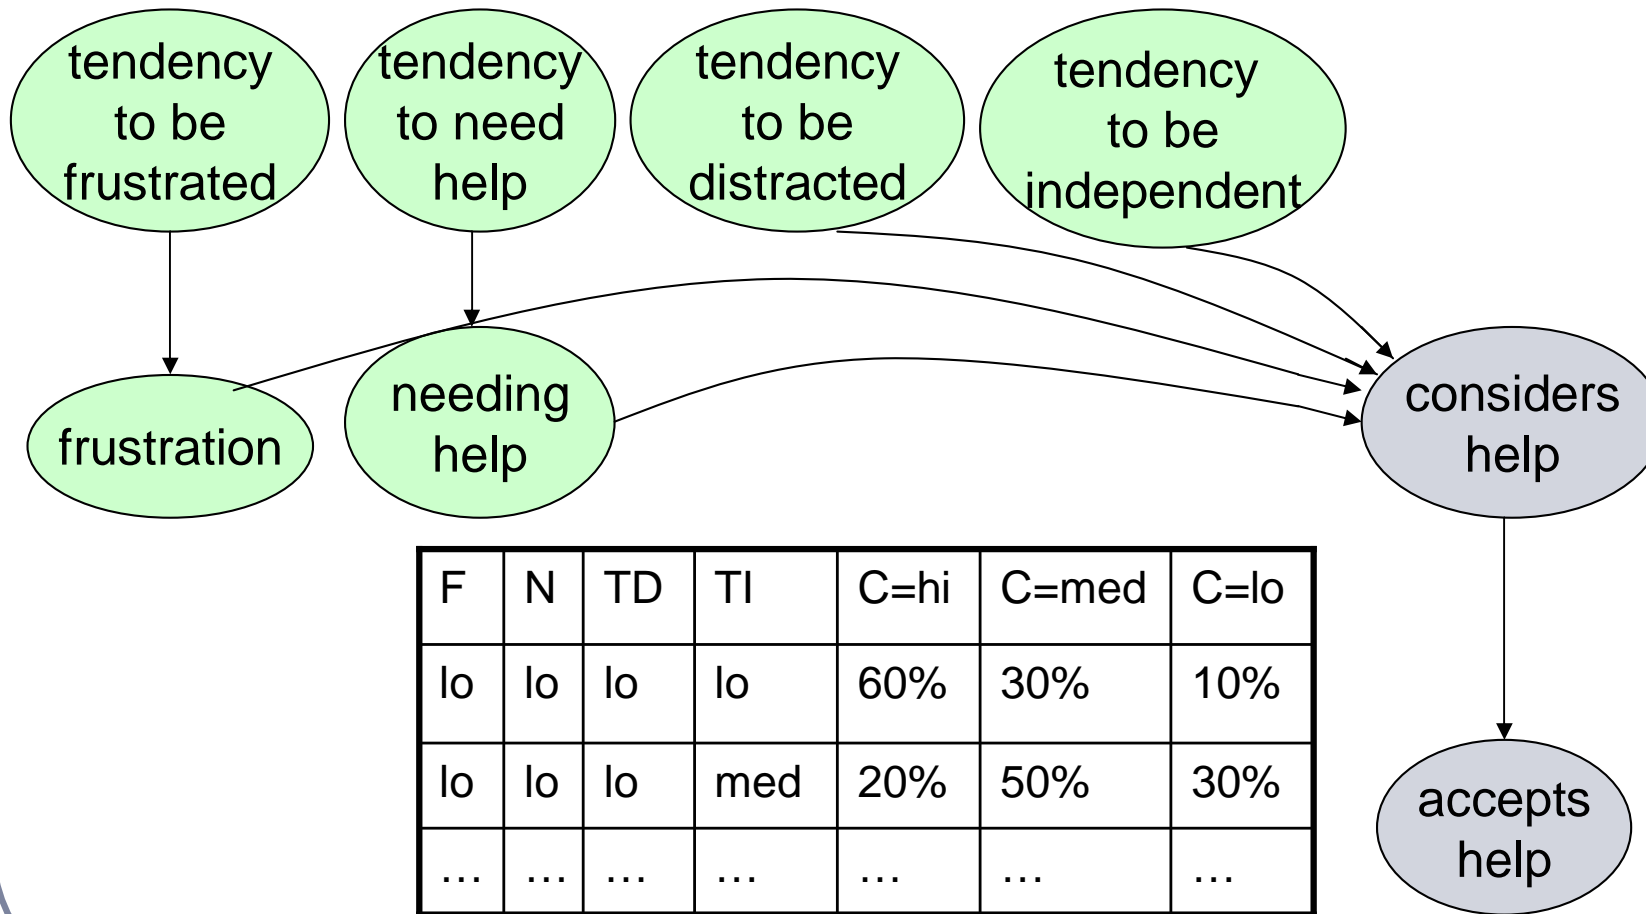 tendency
to be
frustrated
tendency
to need
help
tendency
to be
distracted
tendency
to be
independent
frustration
needing
help
considers
help
F N TD TI C=hi C=med C=lo
lo lo lo lo 60% 30% 10%
lo lo lo med 20% 50% 30%
… … … … … … …
accepts
help